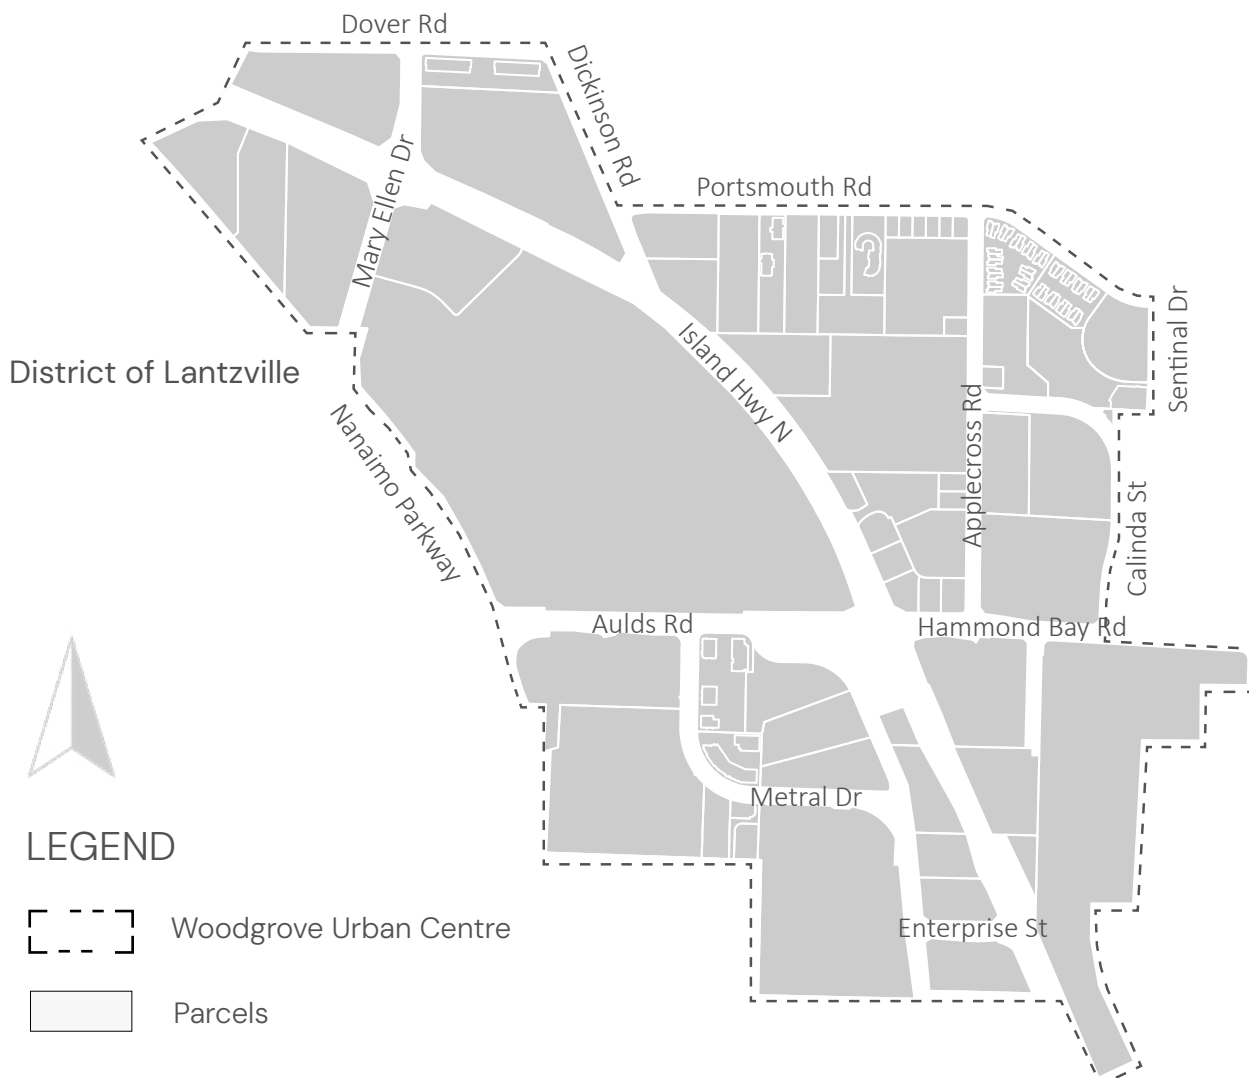 Dover Rd
Dickinson Rd
Mary Ellen Dr
Portsmouth Rd
Sentinal Dr
Island Hwy N
District of Lantzville
Nanaimo Parkway
Applecross Rd
Calinda St
Aulds Rd
Hammond Bay Rd
Metral Dr
LEGEND
Woodgrove Urban Centre
Enterprise St
Parcels